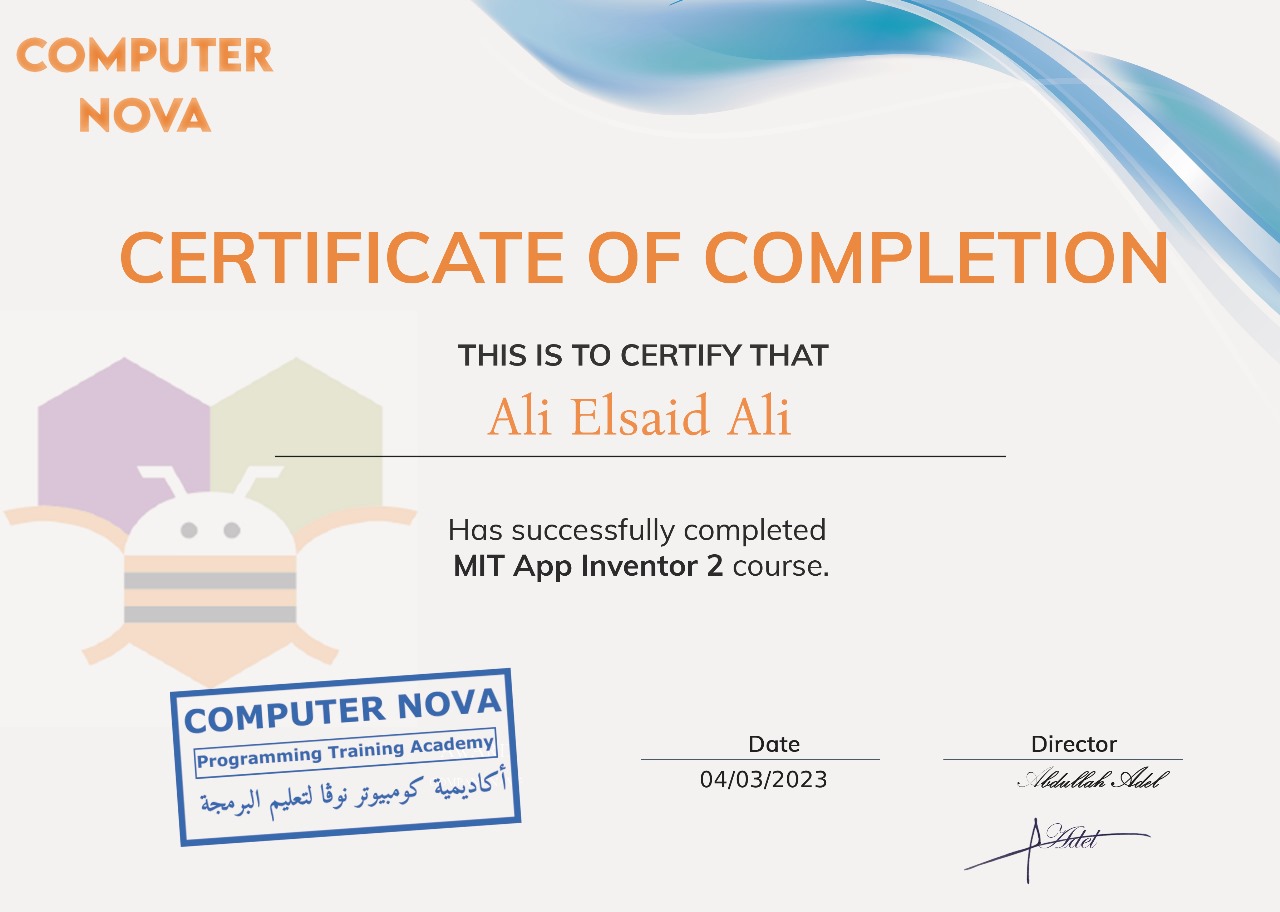 COMPUTER
NOVA
CERTIFICATE OF COMPLETION
THIS IS TO CERTIFY THAT
Ali Elsaid Ali
Has successfully completed
MIT App Inventor 2 course.
COMPUTER NOVA
Programming Training Academy
أكاديمية كومبيوتر نوڤا لتعليم البرمجة
Date
04/03/2023
Director
Abdullah Adel
Adel